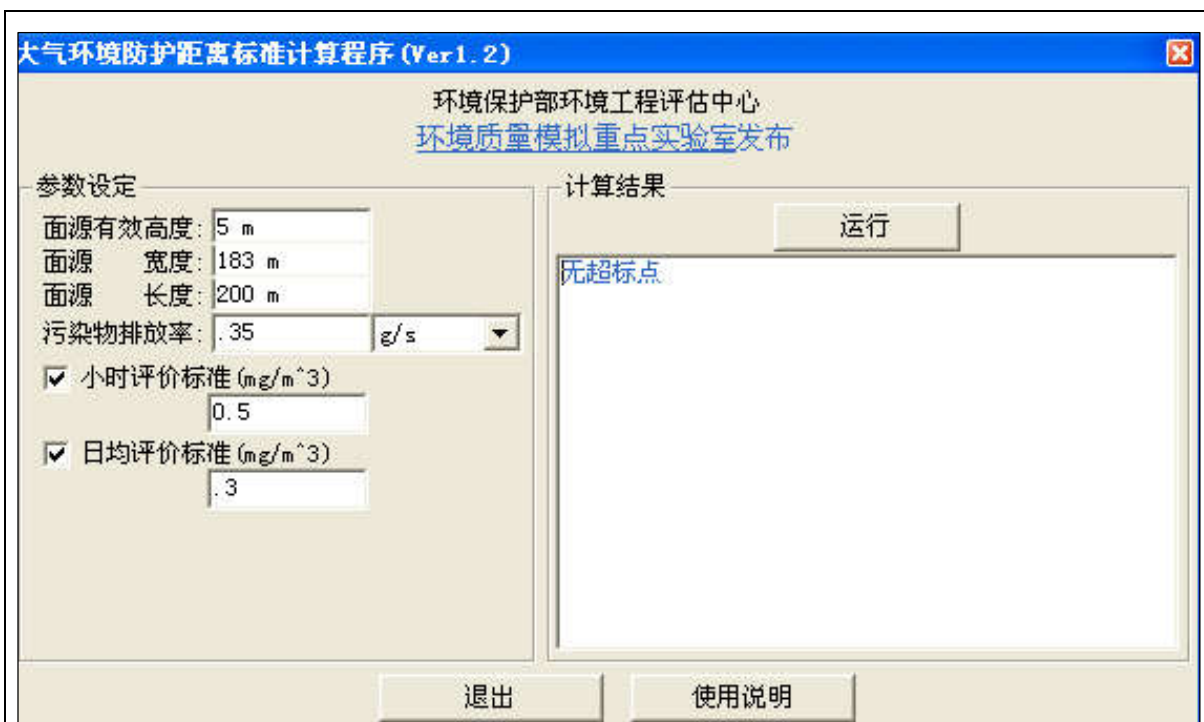 大气环境防护距离标准计算程序(Ver1.2)
环境保护部环境工程评估中心
环境质量模拟重点实验室发布
参数设定
面源有效高度: 5 m
面源 宽度: 183 m
面源 长度: 200 m
污染物排放率: .35 g/s
小时评价标准(mg/m^3)
0.5
日均评价标准(mg/m^3)
.3
计算结果
运行
无超标点
退出 使用说明